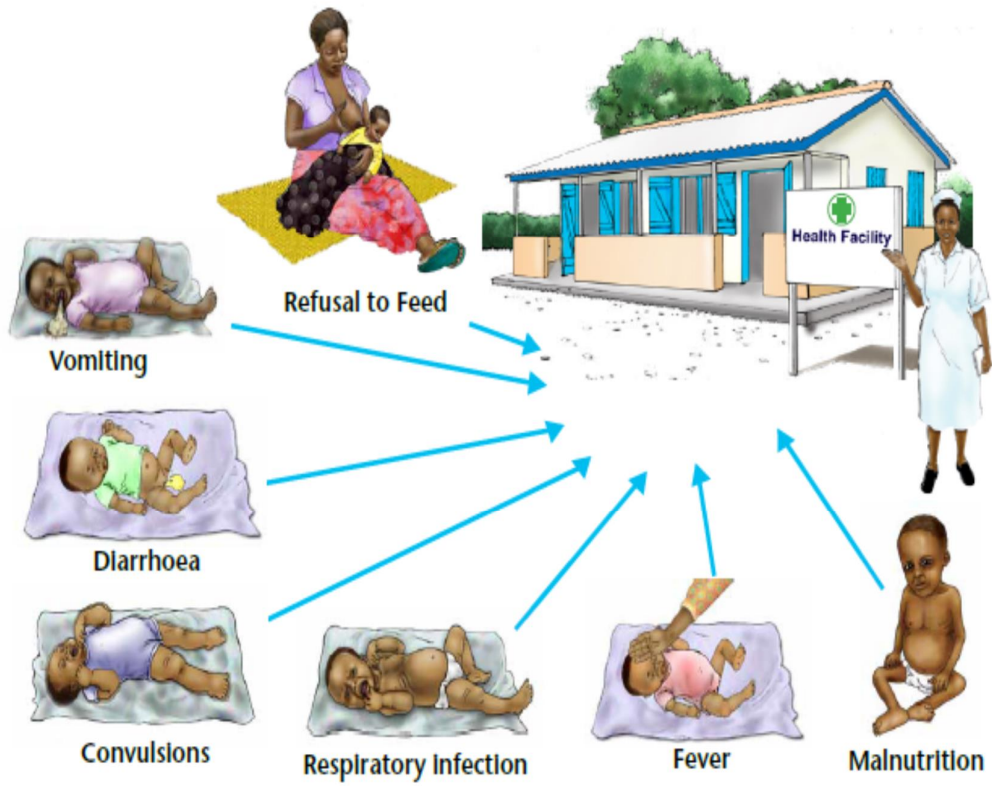 Health Facility
Refusal to Feed
Vomiting
Diarrhoea
Convulsions
Respiratory infection
Fever
Malnutrition